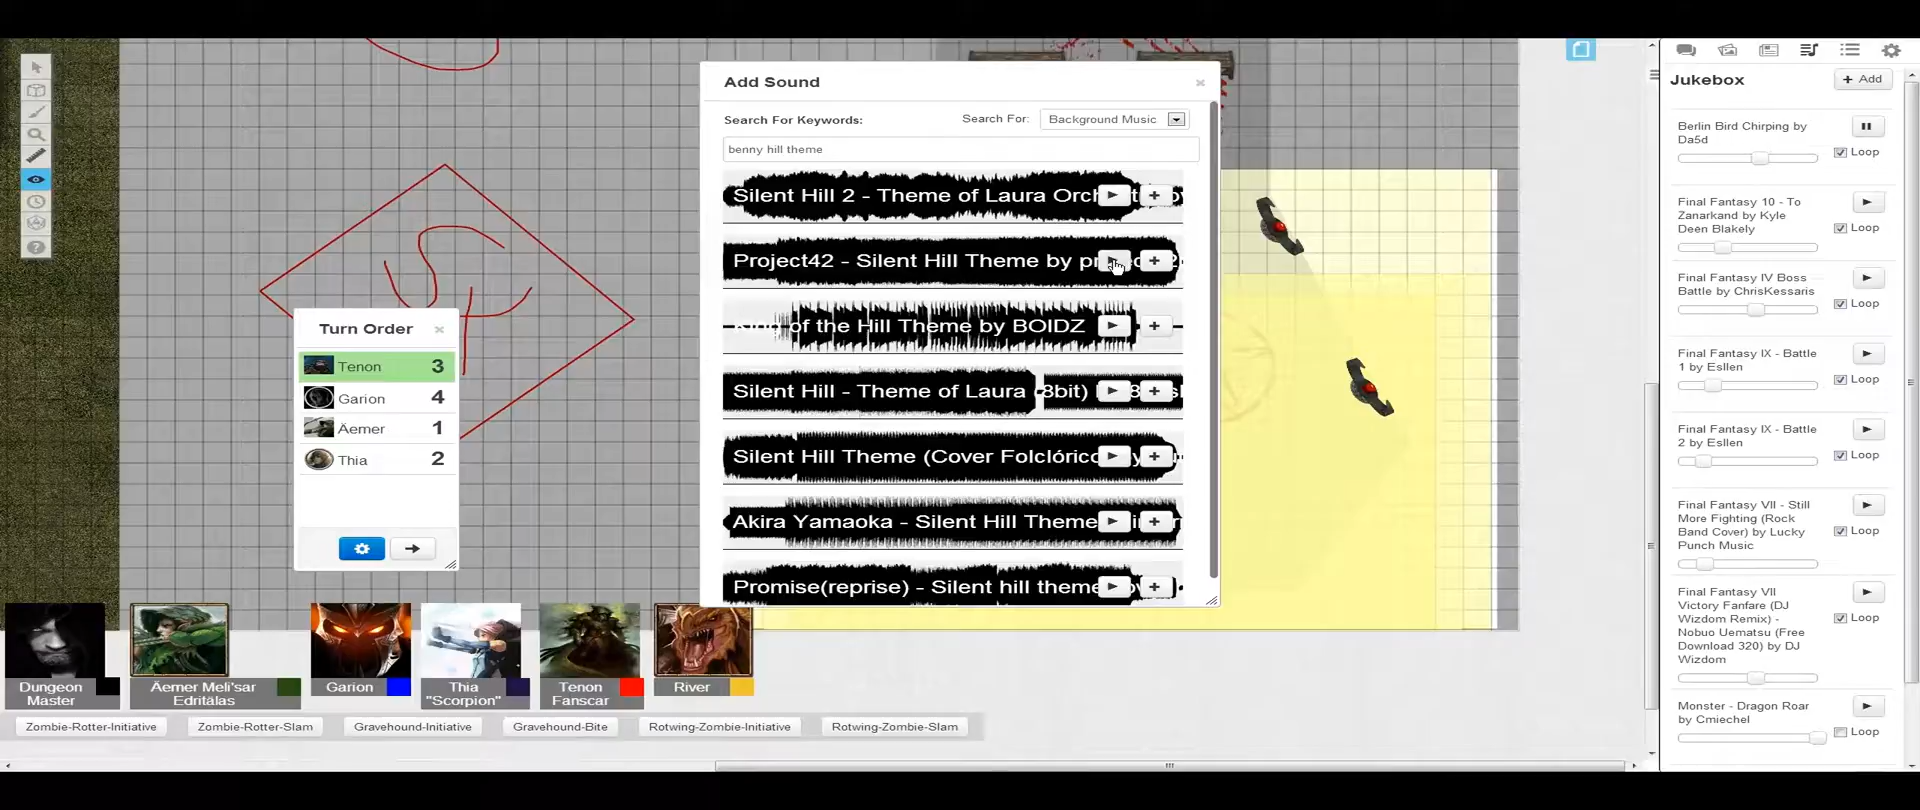 Add Sound
Search For Keywords:
Search For:
Background Music
benny hill theme
Silent Hill 2 - Theme of Laura
Project42 - Silent Hill Theme by
King of the Hill Theme by BOIDZ
Silent Hill - Theme of Laura (8bit)
Silent Hill Theme (Cover Folclórico
Akira Yamaoka - Silent Hill Theme
Promise(reprise) - Silent hill theme
SK
Turn Order
Tenon 3
Garion 4
Äemer 1
Thia 2
Dungeon
Master
Äemer Meli'sar
Edritälas
Garion
Thia
"Scorpion"
Tenon
Fanscar
River
Zombie-Rotter-Initiative
Zombie-Rotter-Slam
Gravehound-Initiative
Gravehound-Bite
Rotwing-Zombie-Initiative
Rotwing-Zombie-Slam
Jukebox
+ Add
Berlin Bird Chirping by
Da5d
Loop
Final Fantasy 10 - To
Zanarkand by Kyle
Deen Blakely
Loop
Final Fantasy IV Boss
Battle by ChrisKessaris
Loop
Final Fantasy IX - Battle
1 by Esllen
Loop
Final Fantasy IX - Battle
2 by Esllen
Loop
Final Fantasy VII - Still
More Fighting (Rock
Band Cover) by Lucky
Punch Music
Loop
Final Fantasy VII
Victory Fanfare (DJ
Wizdom Remix) -
Nobuo Uematsu (Free
Download 320) by DJ
Wizdom
Loop
Monster - Dragon Roar
by Cmiechel
Loop